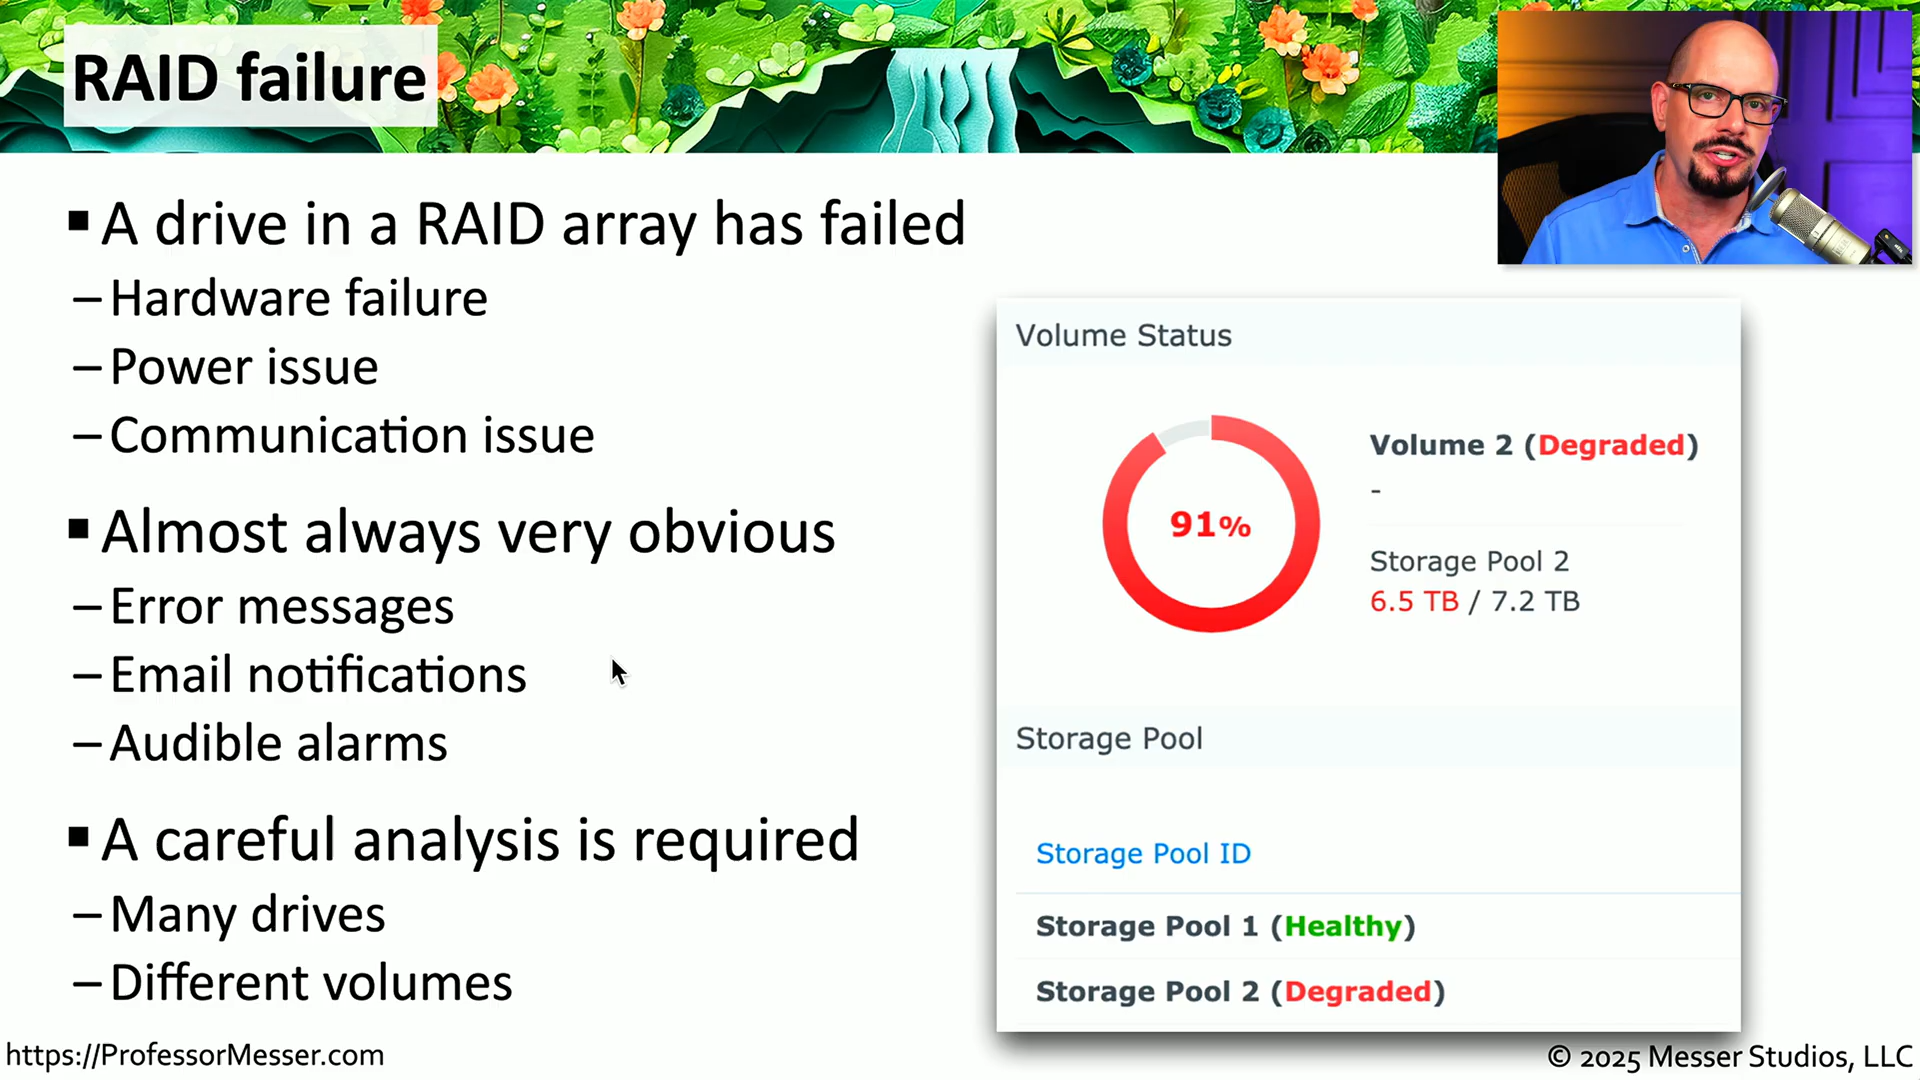 RAID failure
▪ A drive in a RAID array has failed
– Hardware failure
– Power issue
– Communication issue
▪ Almost always very obvious
– Error messages
– Email notifications
– Audible alarms
▪ A careful analysis is required
– Many drives
– Different volumes
Volume Status
91%
Volume 2 (Degraded)
-
Storage Pool 2
6.5 TB / 7.2 TB
Storage Pool
Storage Pool ID
Storage Pool 1 (Healthy)
Storage Pool 2 (Degraded)
https://ProfessorMesser.com
© 2025 Messer Studios, LLC